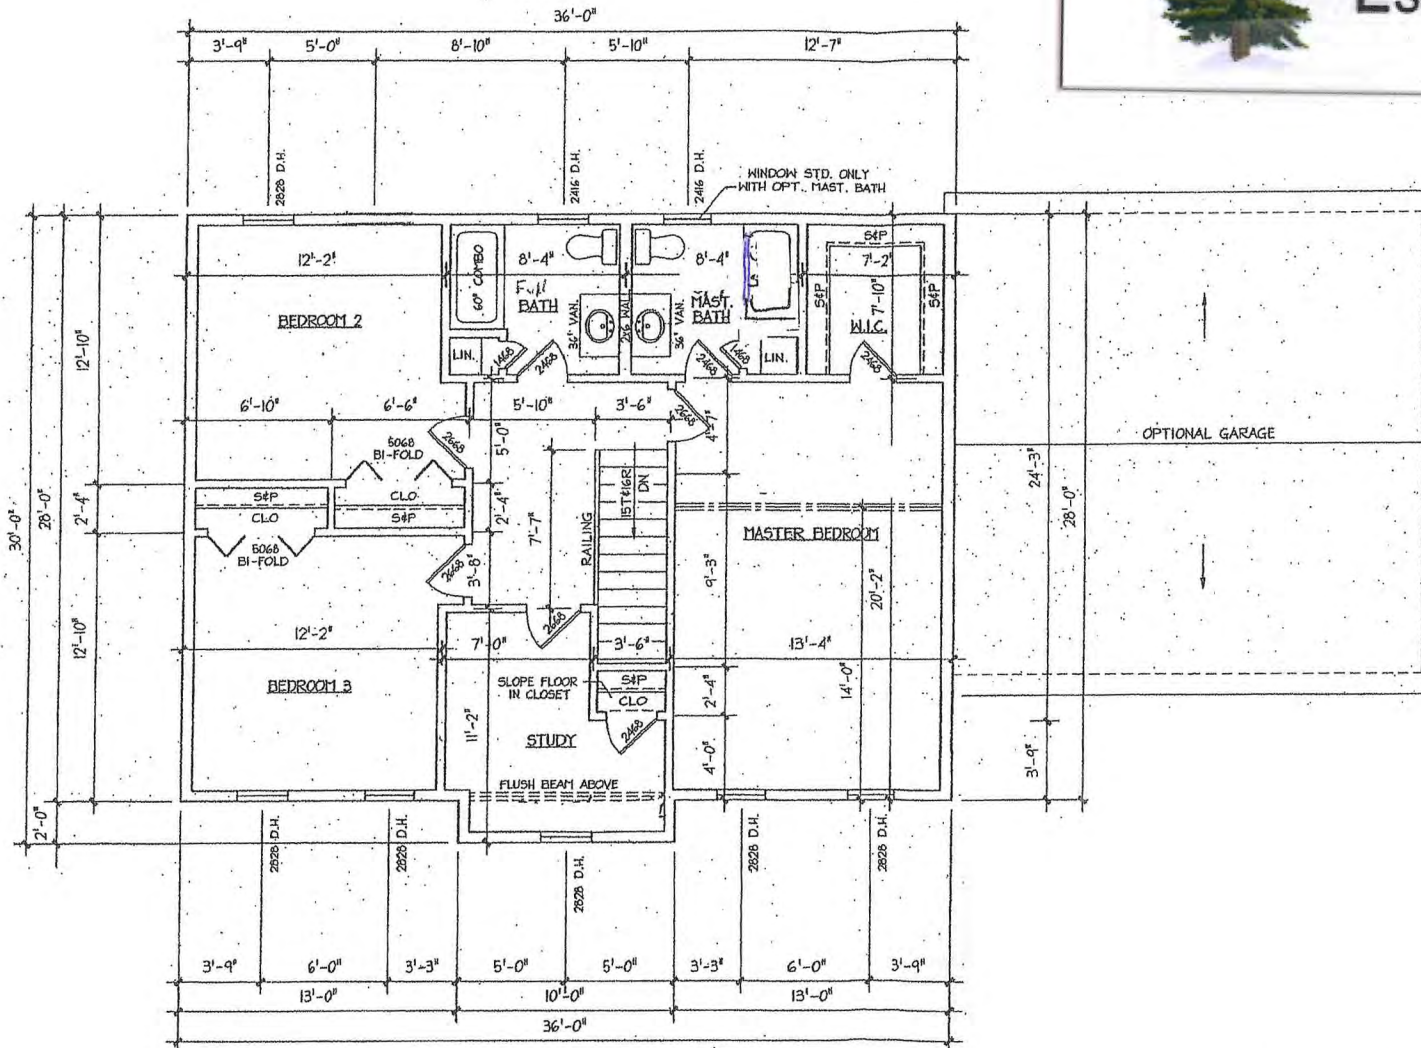 Es
36'-0"
3'-9" 5'-0" 8'-10" 5'-10" 12'-7"
2828 D.H.
2416 D.H.
2416 D.H.
WINDOW STD. ONLY
WITH OPT. MAST. BATH
12'-2"
60" COMBO
8'-4"
Full
BATH
36" VAN.
2x6 WALL
36" VAN.
8'-4"
MAST.
BATH
S&P
7'-2"
S&P
7'-10"
S&P
W.I.C.
BEDROOM 2
LIN.
1468
2468
2468
1468
LIN.
2468
12'-10"
6'-10" 6'-6" 5'-10" 3'-6"
2668
4'-7"
5068
BI-FOLD
2668
5'-0"
OPTIONAL GARAGE
24'-3"
28'-0"
30'-0"
28'-0"
2'-4"
S&P
CLO
CLO
S&P
2'-4"
7'-7"
RAILING
15T&16R
DN
MASTER BEDROOM
5068
BI-FOLD
2668
3'-8"
9'-3"
20'-2"
12'-10"
12'-2"
7'-0"
2668
3'-6"
13'-4"
BEDROOM 3
SLOPE FLOOR
IN CLOSET
S&P
CLO
2'-4"
14'-0"
11'-2"
STUDY
2468
4'-0"
3'-9"
FLUSH BEAM ABOVE
2'-0"
2828 D.H.
2828 D.H.
2828 D.H.
2828 D.H.
2828 D.H.
3'-9" 6'-0" 3'-3" 5'-0" 5'-0" 3'-3" 6'-0" 3'-9"
13'-0" 10'-0" 13'-0"
36'-0"